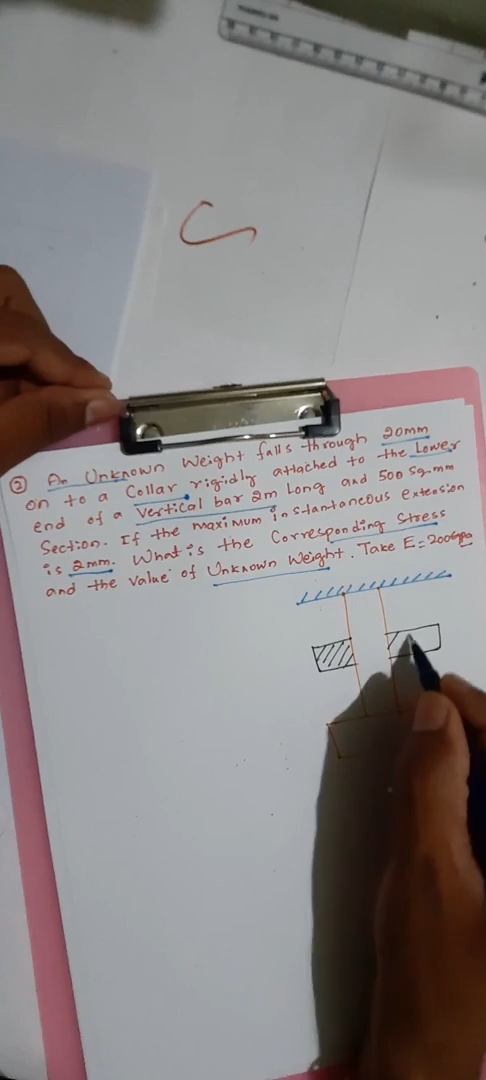 ② An Unknown Weight falls through 20mm
on to a Collar rigidly attached to the Lower
end of a Vertical bar 2m Long and 500 Sq.mm
Section. If the maximum instantaneous extension
is 2mm. What is the Corresponding Stress
and the value of Unknown Weight. Take E=200Gpa